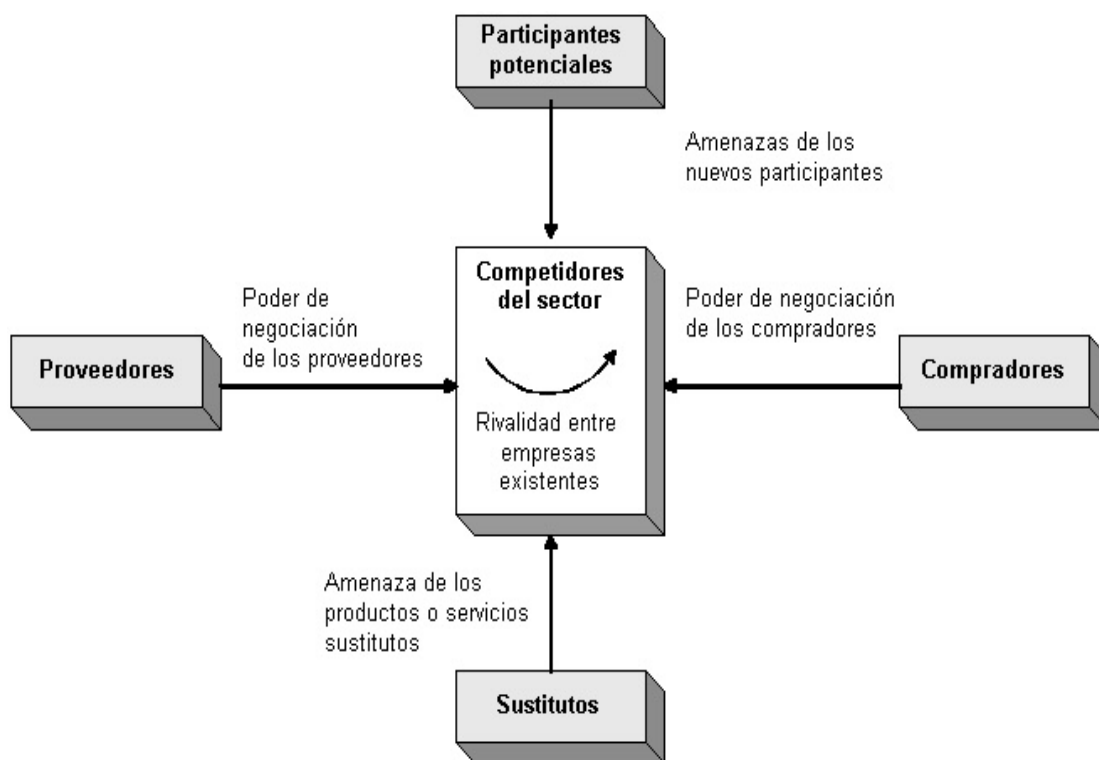 Participantes
potenciales
Amenazas de los
nuevos participantes
Competidores
del sector
Poder de
negociación
de los proveedores
Poder de negociación
de los compradores
Proveedores
Compradores
Rivalidad entre
empresas
existentes
Amenaza de los
productos o servicios
sustitutos
Sustitutos